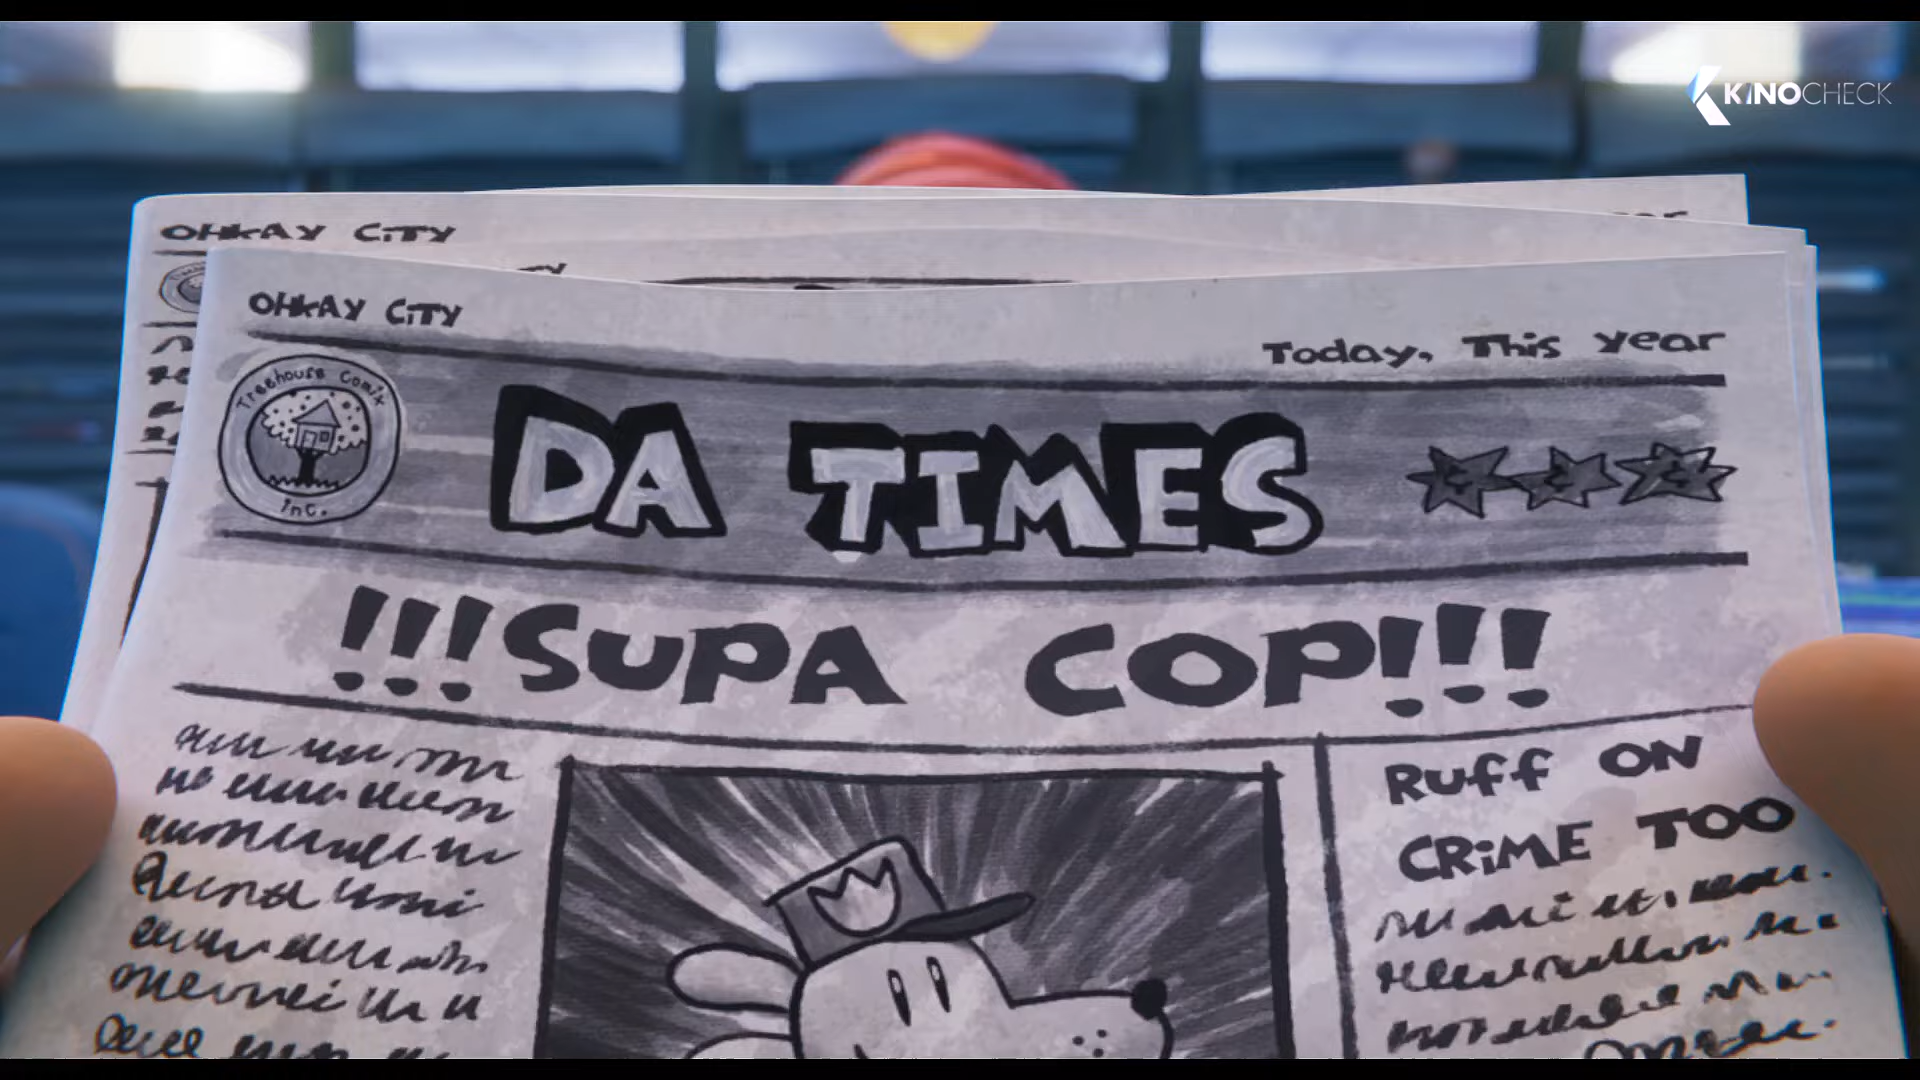 KINOCHECK
OHKAY CITY
OHKAY CITY
Today, This year
Treehouse Comix
Inc.
DA TIMES
!!!SUPA COP!!!
RUFF ON
CRIME TOO